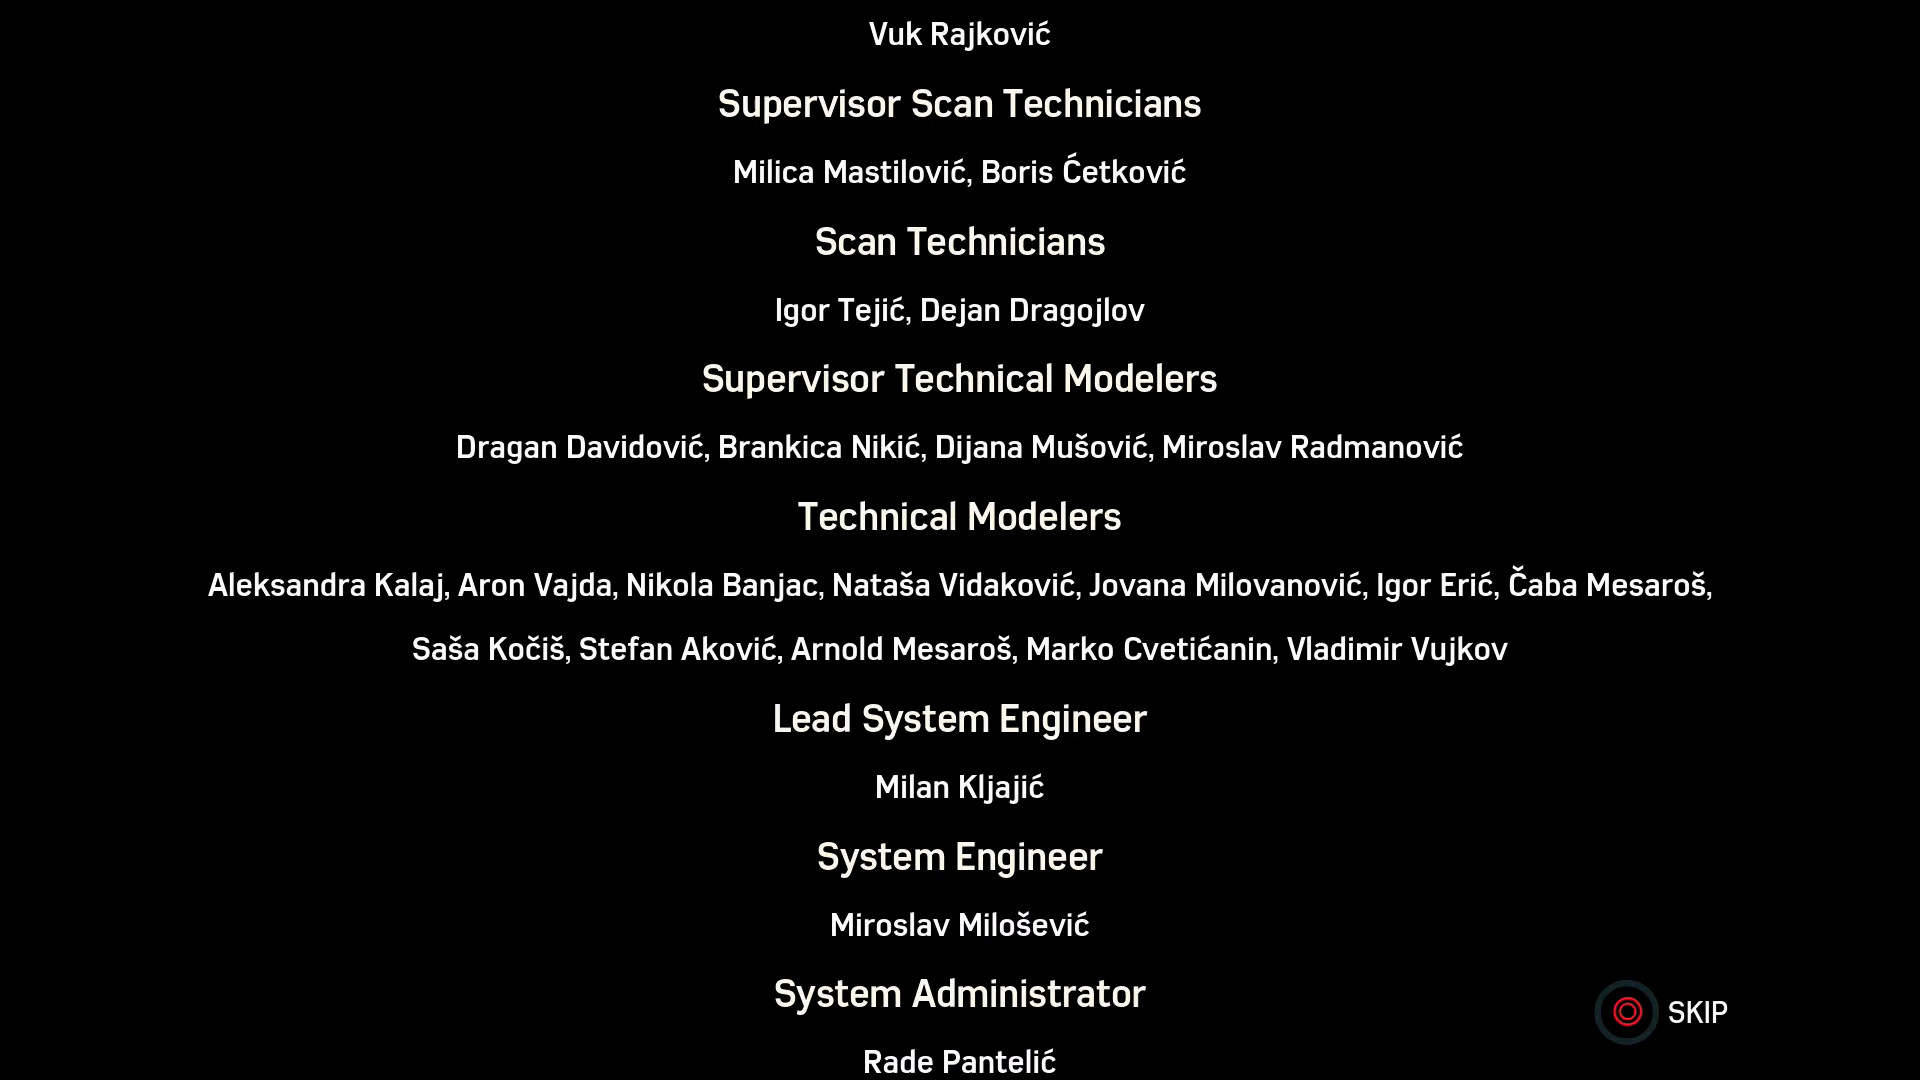 Vuk Rajković
Supervisor Scan Technicians
Milica Mastilović, Boris Ćetković
Scan Technicians
Igor Tejić, Dejan Dragojlov
Supervisor Technical Modelers
Dragan Davidović, Brankica Nikić, Dijana Mušović, Miroslav Radmanović
Technical Modelers
Aleksandra Kalaj, Aron Vajda, Nikola Banjac, Nataša Vidaković, Jovana Milovanović, Igor Erić, Čaba Mesaroš,
Saša Kočiš, Stefan Aković, Arnold Mesaroš, Marko Cvetićanin, Vladimir Vujkov
Lead System Engineer
Milan Kljajić
System Engineer
Miroslav Milošević
System Administrator
SKIP
Rade Pantelić